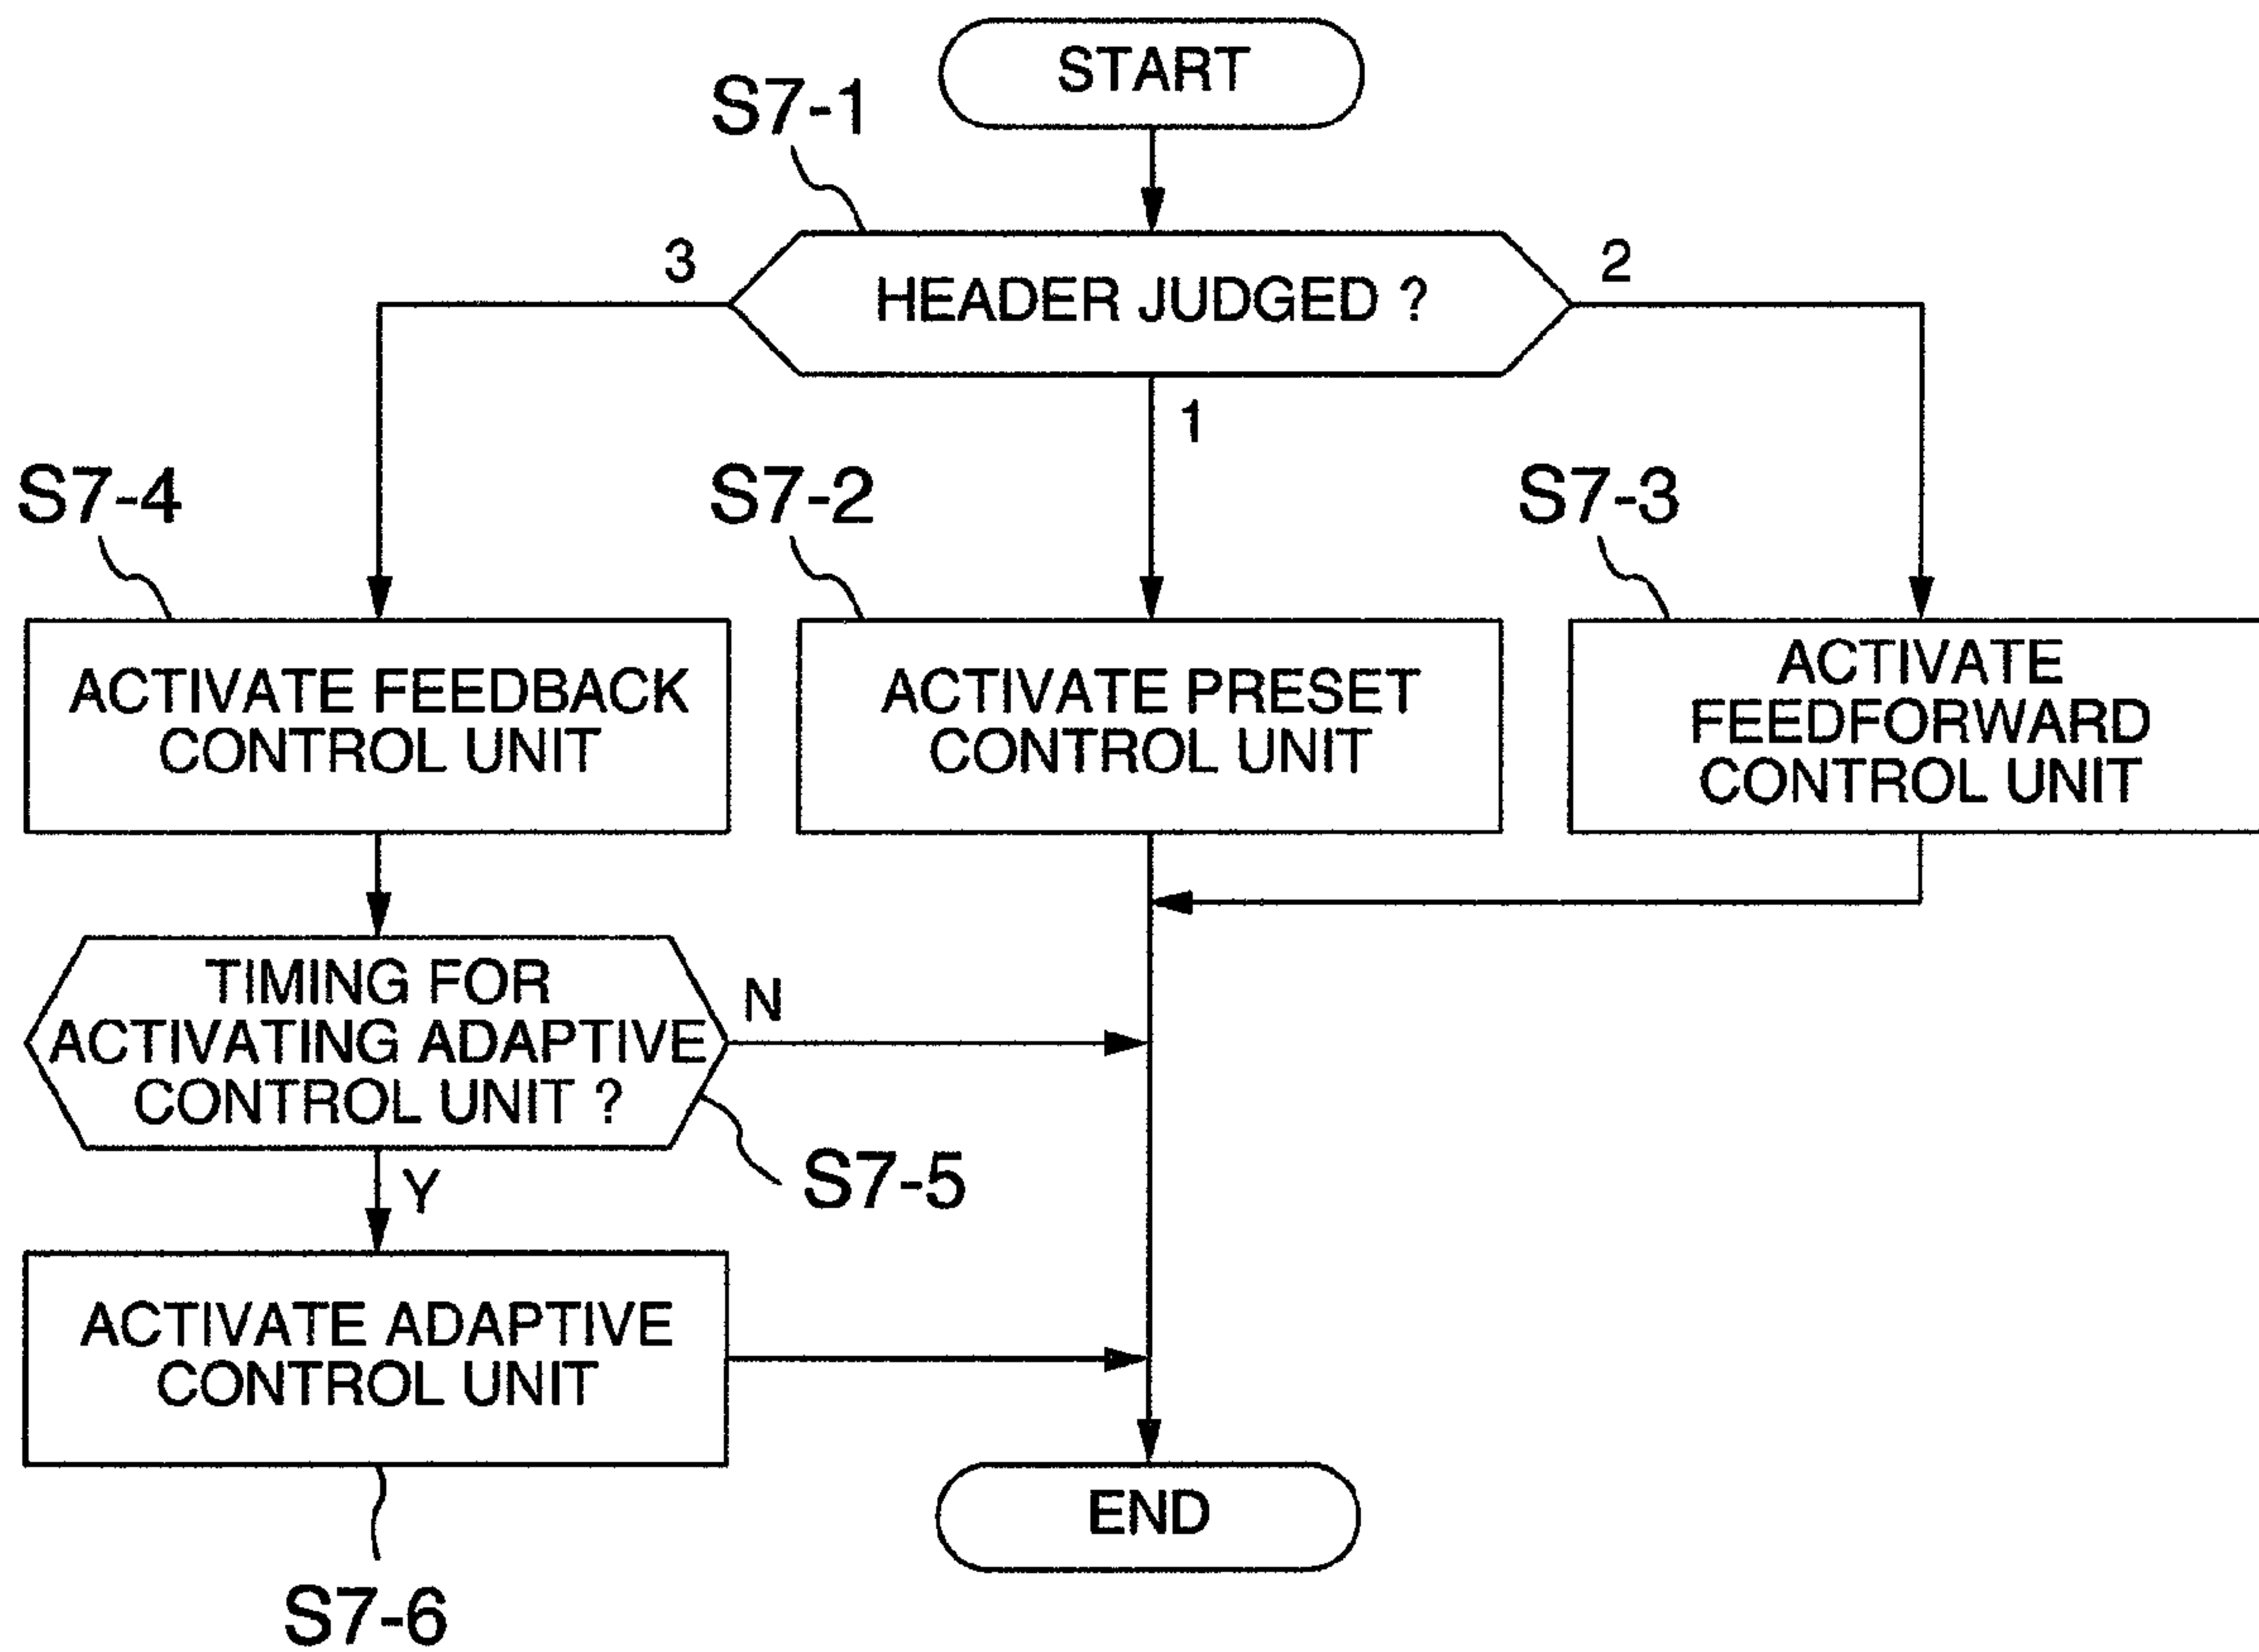 START
S7-1
3
HEADER JUDGED ?
2
1
S7-4
S7-2
S7-3
ACTIVATE FEEDBACK
CONTROL UNIT
ACTIVATE PRESET
CONTROL UNIT
ACTIVATE
FEEDFORWARD
CONTROL UNIT
TIMING FOR
ACTIVATING ADAPTIVE
CONTROL UNIT ?
N
Y
S7-5
ACTIVATE ADAPTIVE
CONTROL UNIT
END
S7-6